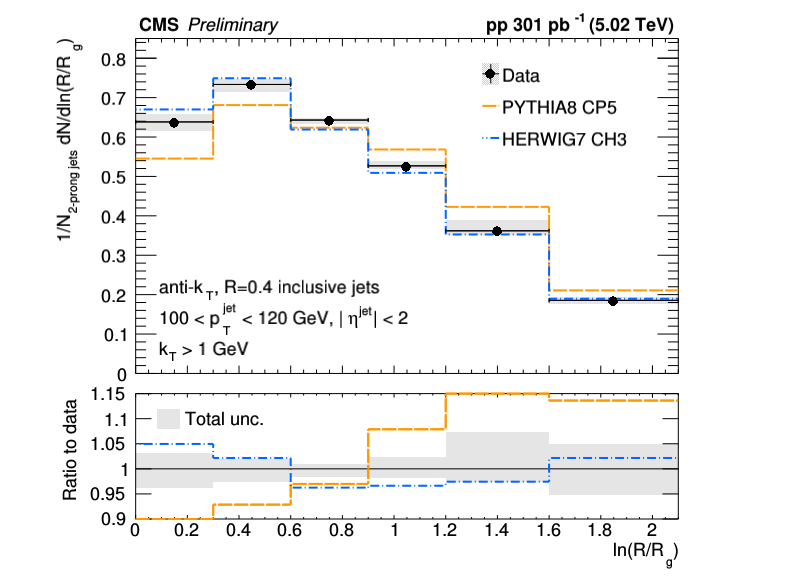 CMS Preliminary
pp 301 pb -1 (5.02 TeV)
1/N2-prong jets dN/dln(R/Rg)
0.8
0.7
0.6
0.5
0.4
0.3
0.2
0.1
0
Data
PYTHIA8 CP5
HERWIG7 CH3
anti-kT, R=0.4 inclusive jets
100 < pTjet < 120 GeV, | ηjet| < 2
kT > 1 GeV
Ratio to data
1.15
1.1
1.05
1
0.95
0.9
Total unc.
0 0.2 0.4 0.6 0.8 1 1.2 1.4 1.6 1.8 2
ln(R/Rg)